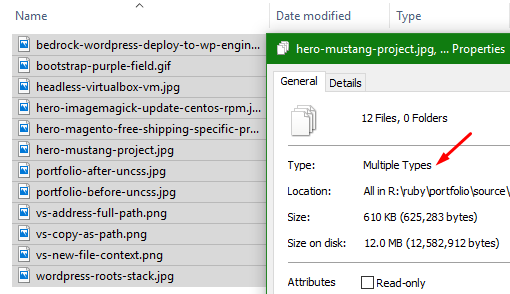 Name
Date modified
Type
bedrock-wordpress-deploy-to-wp-engin...
bootstrap-purple-field.gif
headless-virtualbox-vm.jpg
hero-imagemagick-update-centos-rpm.j...
hero-magento-free-shipping-specific-pr...
hero-mustang-project.jpg
portfolio-after-uncss.jpg
portfolio-before-uncss.jpg
vs-address-full-path.png
vs-copy-as-path.png
vs-new-file-context.png
wordpress-roots-stack.jpg
hero-mustang-project.jpg, ... Properties
General
Details
12 Files, 0 Folders
Type: Multiple Types
Location: All in R:\ruby\portfolio\source\
Size: 610 KB (625,283 bytes)
Size on disk: 12.0 MB (12,582,912 bytes)
Attributes Read-only